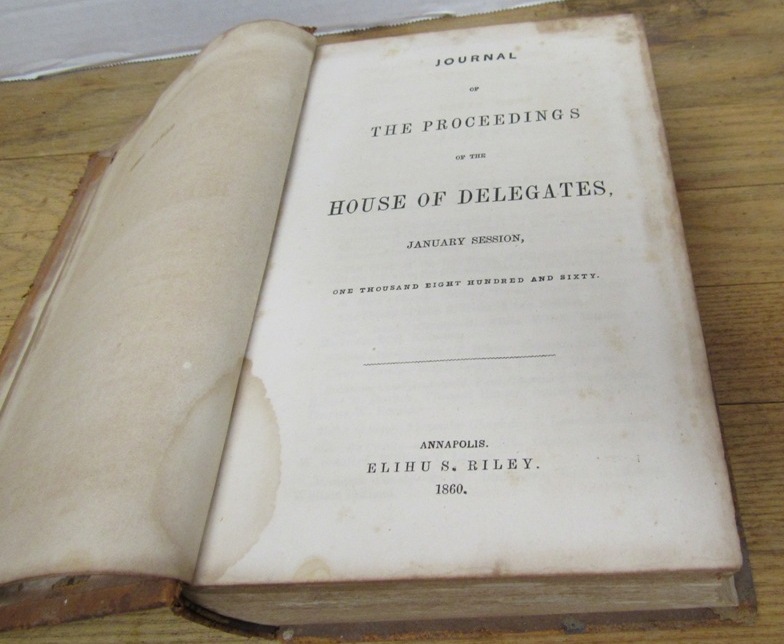 JOURNAL
OF
THE PROCEEDINGS
OF THE
HOUSE OF DELEGATES,
JANUARY SESSION,
ONE THOUSAND EIGHT HUNDRED AND SIXTY.
ANNAPOLIS.
ELIHU S. RILEY.
1860.